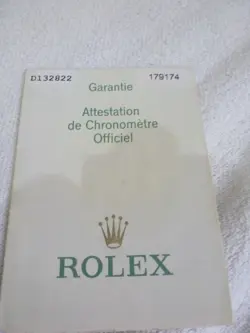 D132822 179174
Garantie
Attestation
de Chronomètre
Officiel
ROLEX